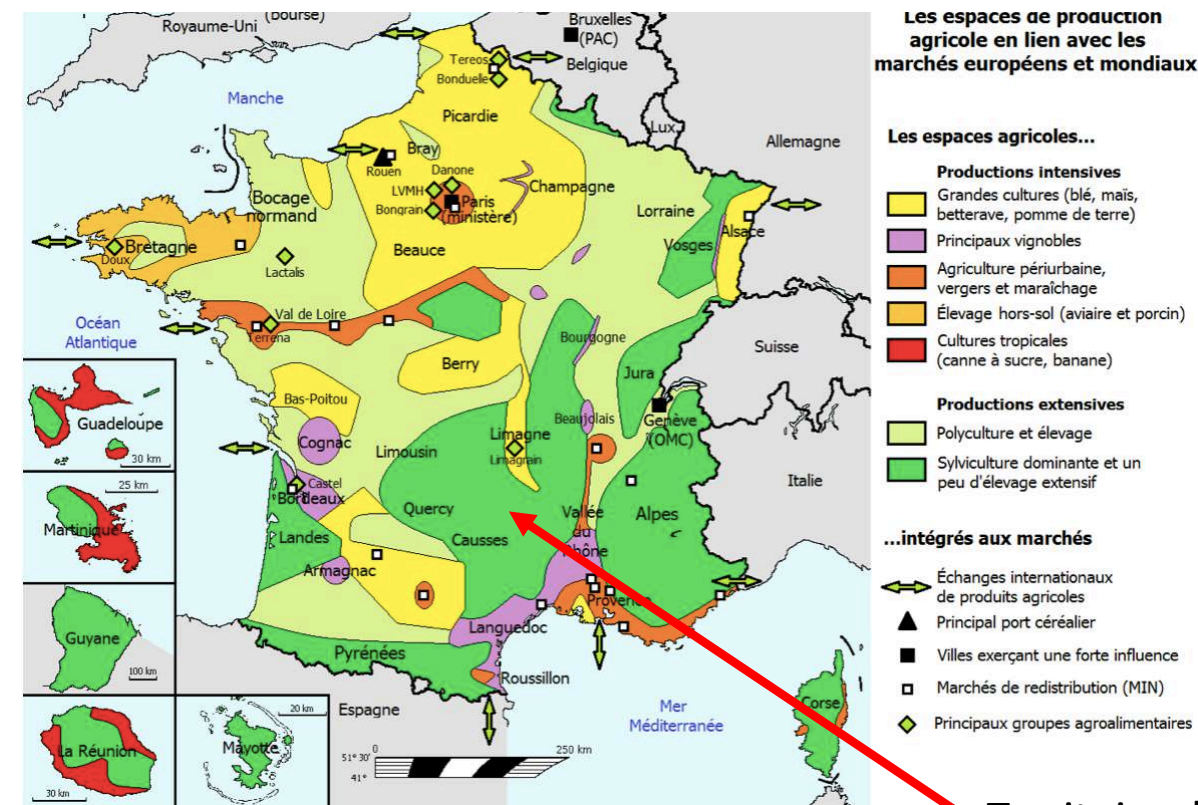 (bourse)
Royaume-Uni
Bruxelles
(PAC)
Tereos
Bonduelle
Belgique
Manche
Picardie
Lux.
Allemagne
Bray
Rouen
Danone
LVMH
Champagne
Bocage
normand
Bongrain
Paris
(ministère)
Lorraine
Alsace
Vosges
Bretagne
Doux
Beauce
Lactalis
Val de Loire
Terrena
Océan
Atlantique
Bourgogne
Suisse
Berry
Jura
Bas-Poitou
Beaujolais
Genève
(OMC)
Cognac
Limousin
Limagne
Limagrain
Italie
Castel
Bordeaux
Quercy
Vallée
du
Rhône
Alpes
Landes
Causses
Armagnac
Provence
Languedoc
Pyrénées
Roussillon
Espagne
Mer
Méditerranée
Corse
0
250 km
51° 30'
41°
Guadeloupe
30 km
25 km
Martinique
Guyane
100 km
La Réunion
30 km
20 km
Mayotte
Les espaces de production
agricole en lien avec les
marchés européens et mondiaux
Les espaces agricoles...
Productions intensives
Grandes cultures (blé, maïs,
betterave, pomme de terre)
Principaux vignobles
Agriculture périurbaine,
vergers et maraîchage
Élevage hors-sol (aviaire et porcin)
Cultures tropicales
(canne à sucre, banane)
Productions extensives
Polyculture et élevage
Sylviculture dominante et un
peu d'élevage extensif
...intégrés aux marchés
Échanges internationaux
de produits agricoles
Principal port céréalier
Villes exerçant une forte influence
Marchés de redistribution (MIN)
Principaux groupes agroalimentaires